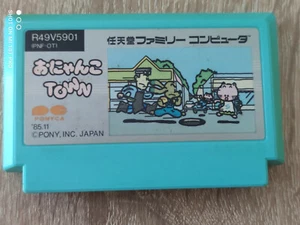 R49V5901
(PNF-OT)
任天堂ファミリー コンピュータ
おにゃんこ
TOWN
PONYCA
'85.11
©PONY, INC. JAPAN